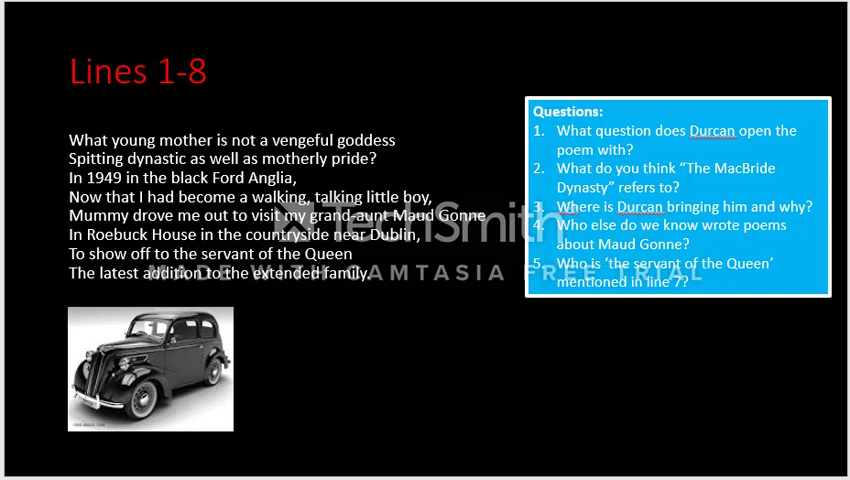 Lines 1-8
What young mother is not a vengeful goddess
Spitting dynastic as well as motherly pride?
In 1949 in the black Ford Anglia,
Now that I had become a walking, talking little boy,
Mummy drove me out to visit my grand-aunt Maud Gonne
In Roebuck House in the countryside near Dublin,
To show off to the servant of the Queen
The latest addition to the extended family.
Questions:
1. What question does Durcan open the
poem with?
2. What do you think “The MacBride
Dynasty” refers to?
3. Where is Durcan bringing him and why?
4. Who else do we know wrote poems
about Maud Gonne?
5. Who is ‘the servant of the Queen’
mentioned in line 7?
TechSmith
MADE WITH CAMTASIA FREE TRIAL